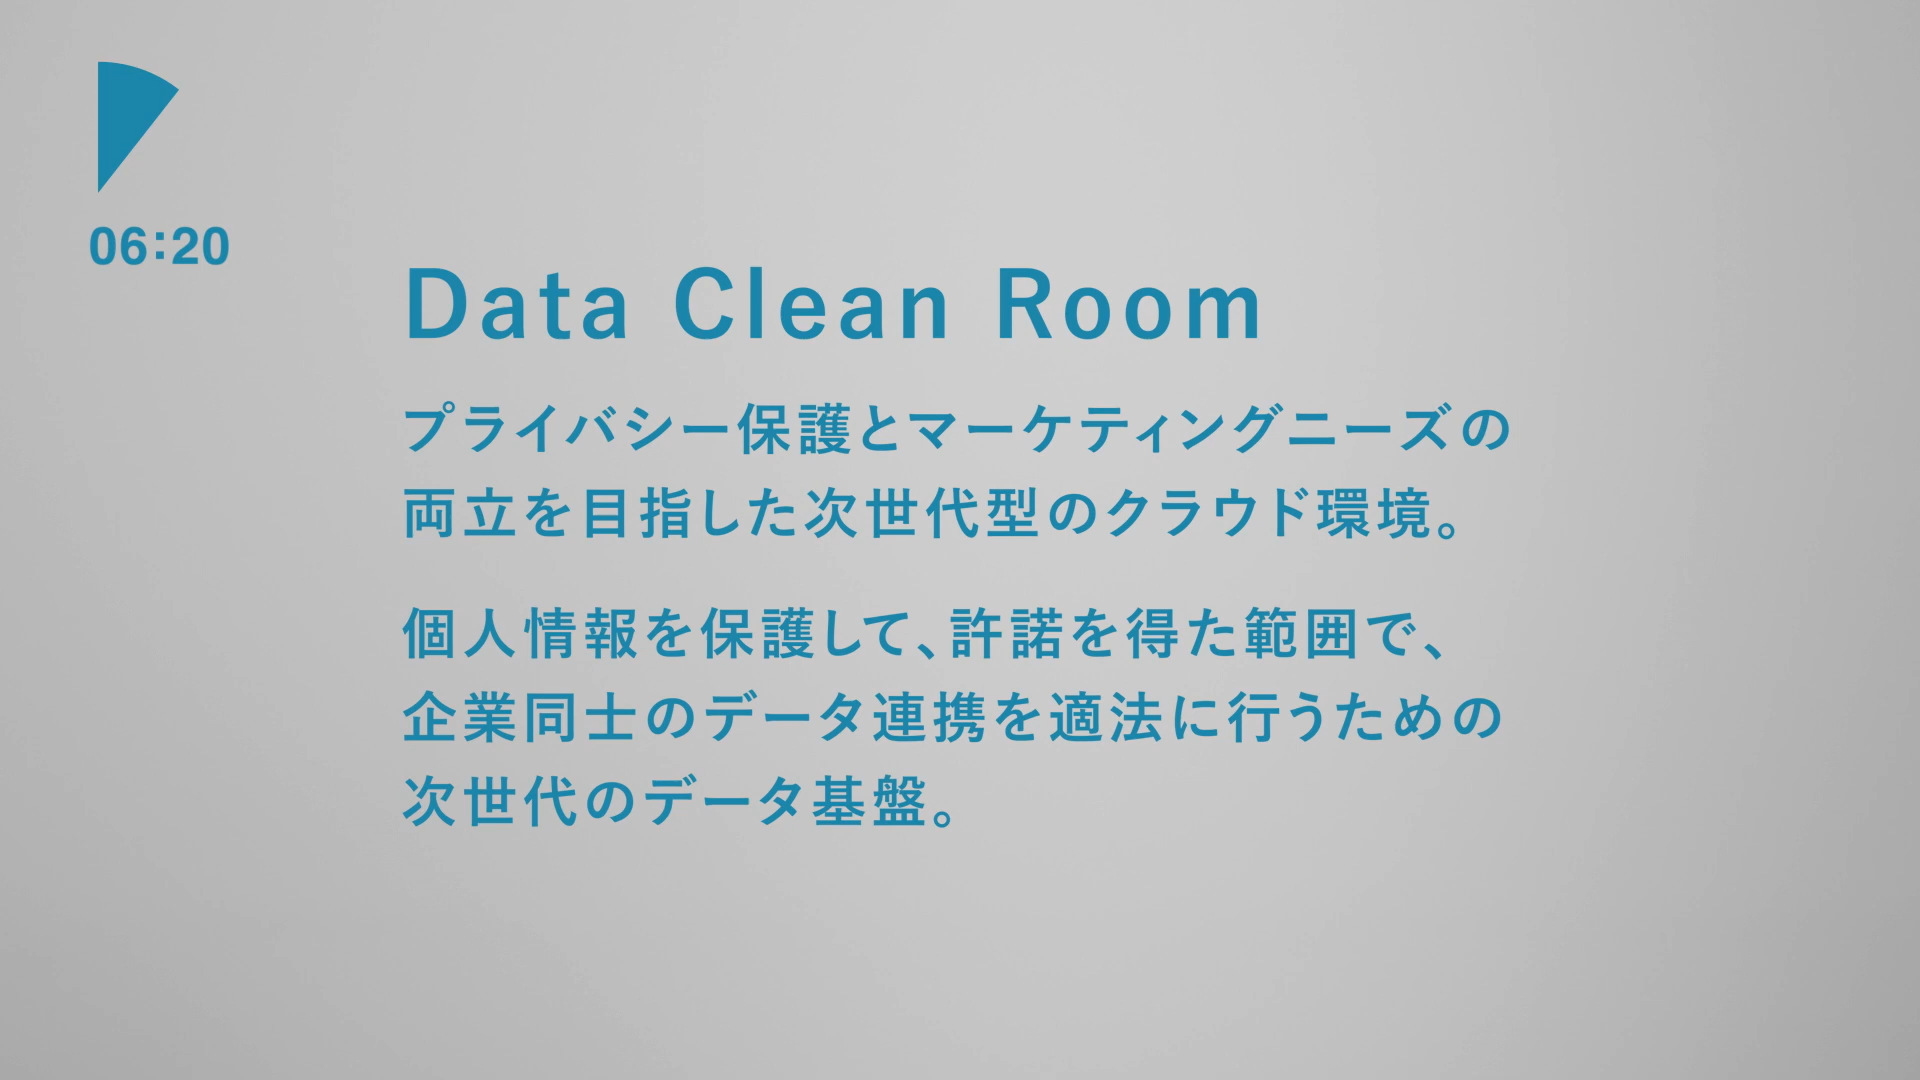 06:20
Data Clean Room
プライバシー保護とマーケティングニーズの
両立を目指した次世代型のクラウド環境。
個人情報を保護して、許諾を得た範囲で、
企業同士のデータ連携を適法に行うための
次世代のデータ基盤。